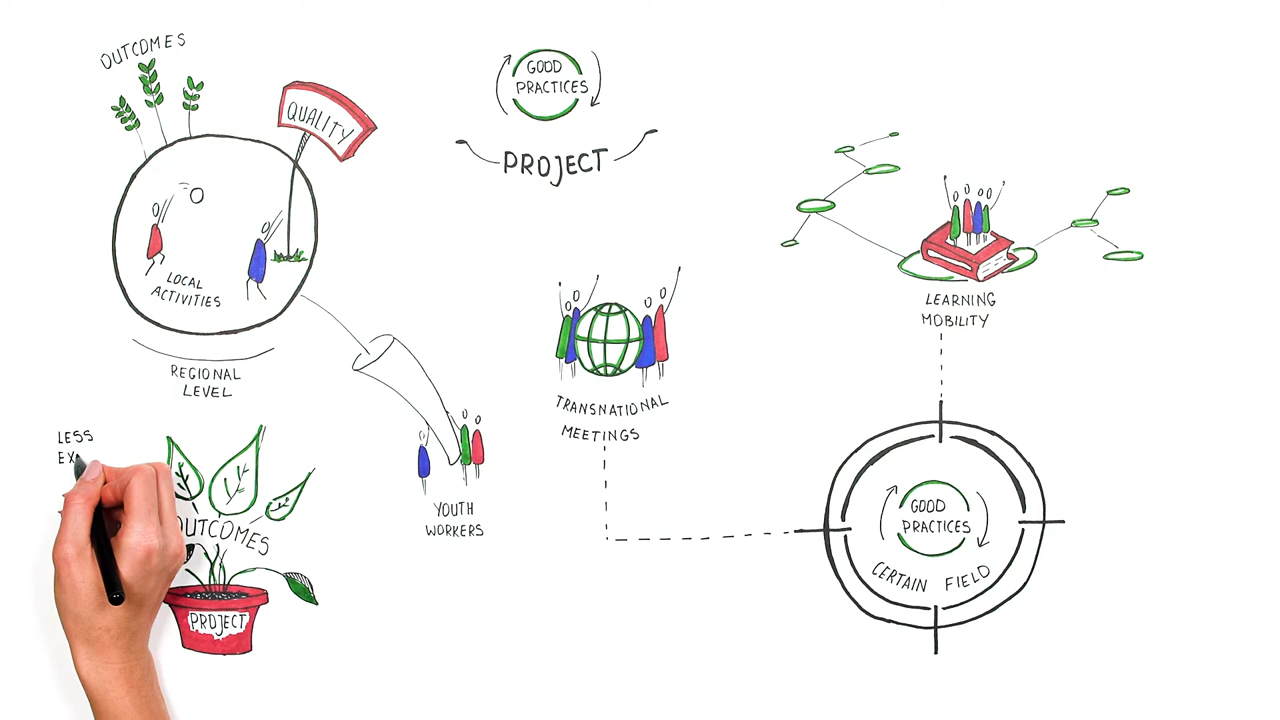 OUTCOMES
QUALITY
LOCAL
ACTIVITIES
REGIONAL
LEVEL
GOOD
PRACTICES
PROJECT
LEARNING
MOBILITY
TRANSNATIONAL
MEETINGS
YOUTH
WORKERS
LESS
OUTCOMES
PROJECT
GOOD
PRACTICES
CERTAIN FIELD